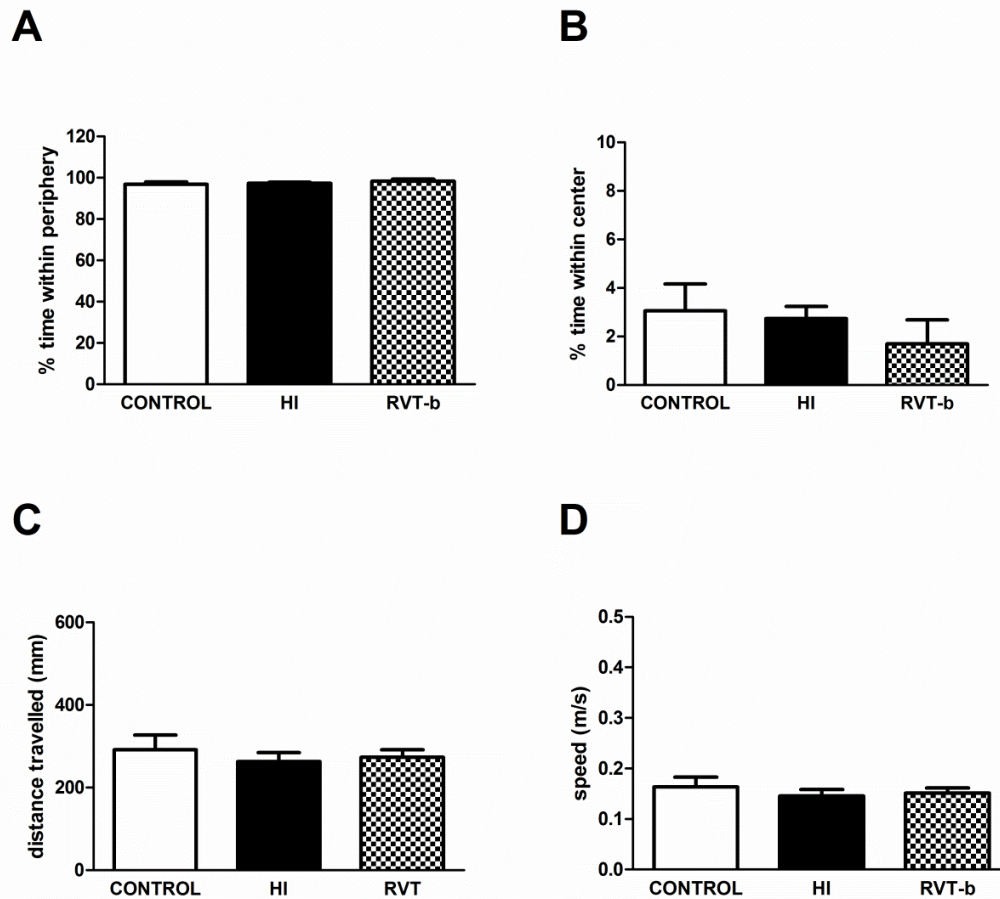 A
% time within periphery
120
100
80
60
40
20
0
CONTROL HI RVT-b
B
% time within center
10
8
6
4
2
0
CONTROL HI RVT-b
C
distance travelled (mm)
600
400
200
0
CONTROL HI RVT
D
speed (m/s)
0.5
0.4
0.3
0.2
0.1
0.0
CONTROL HI RVT-b